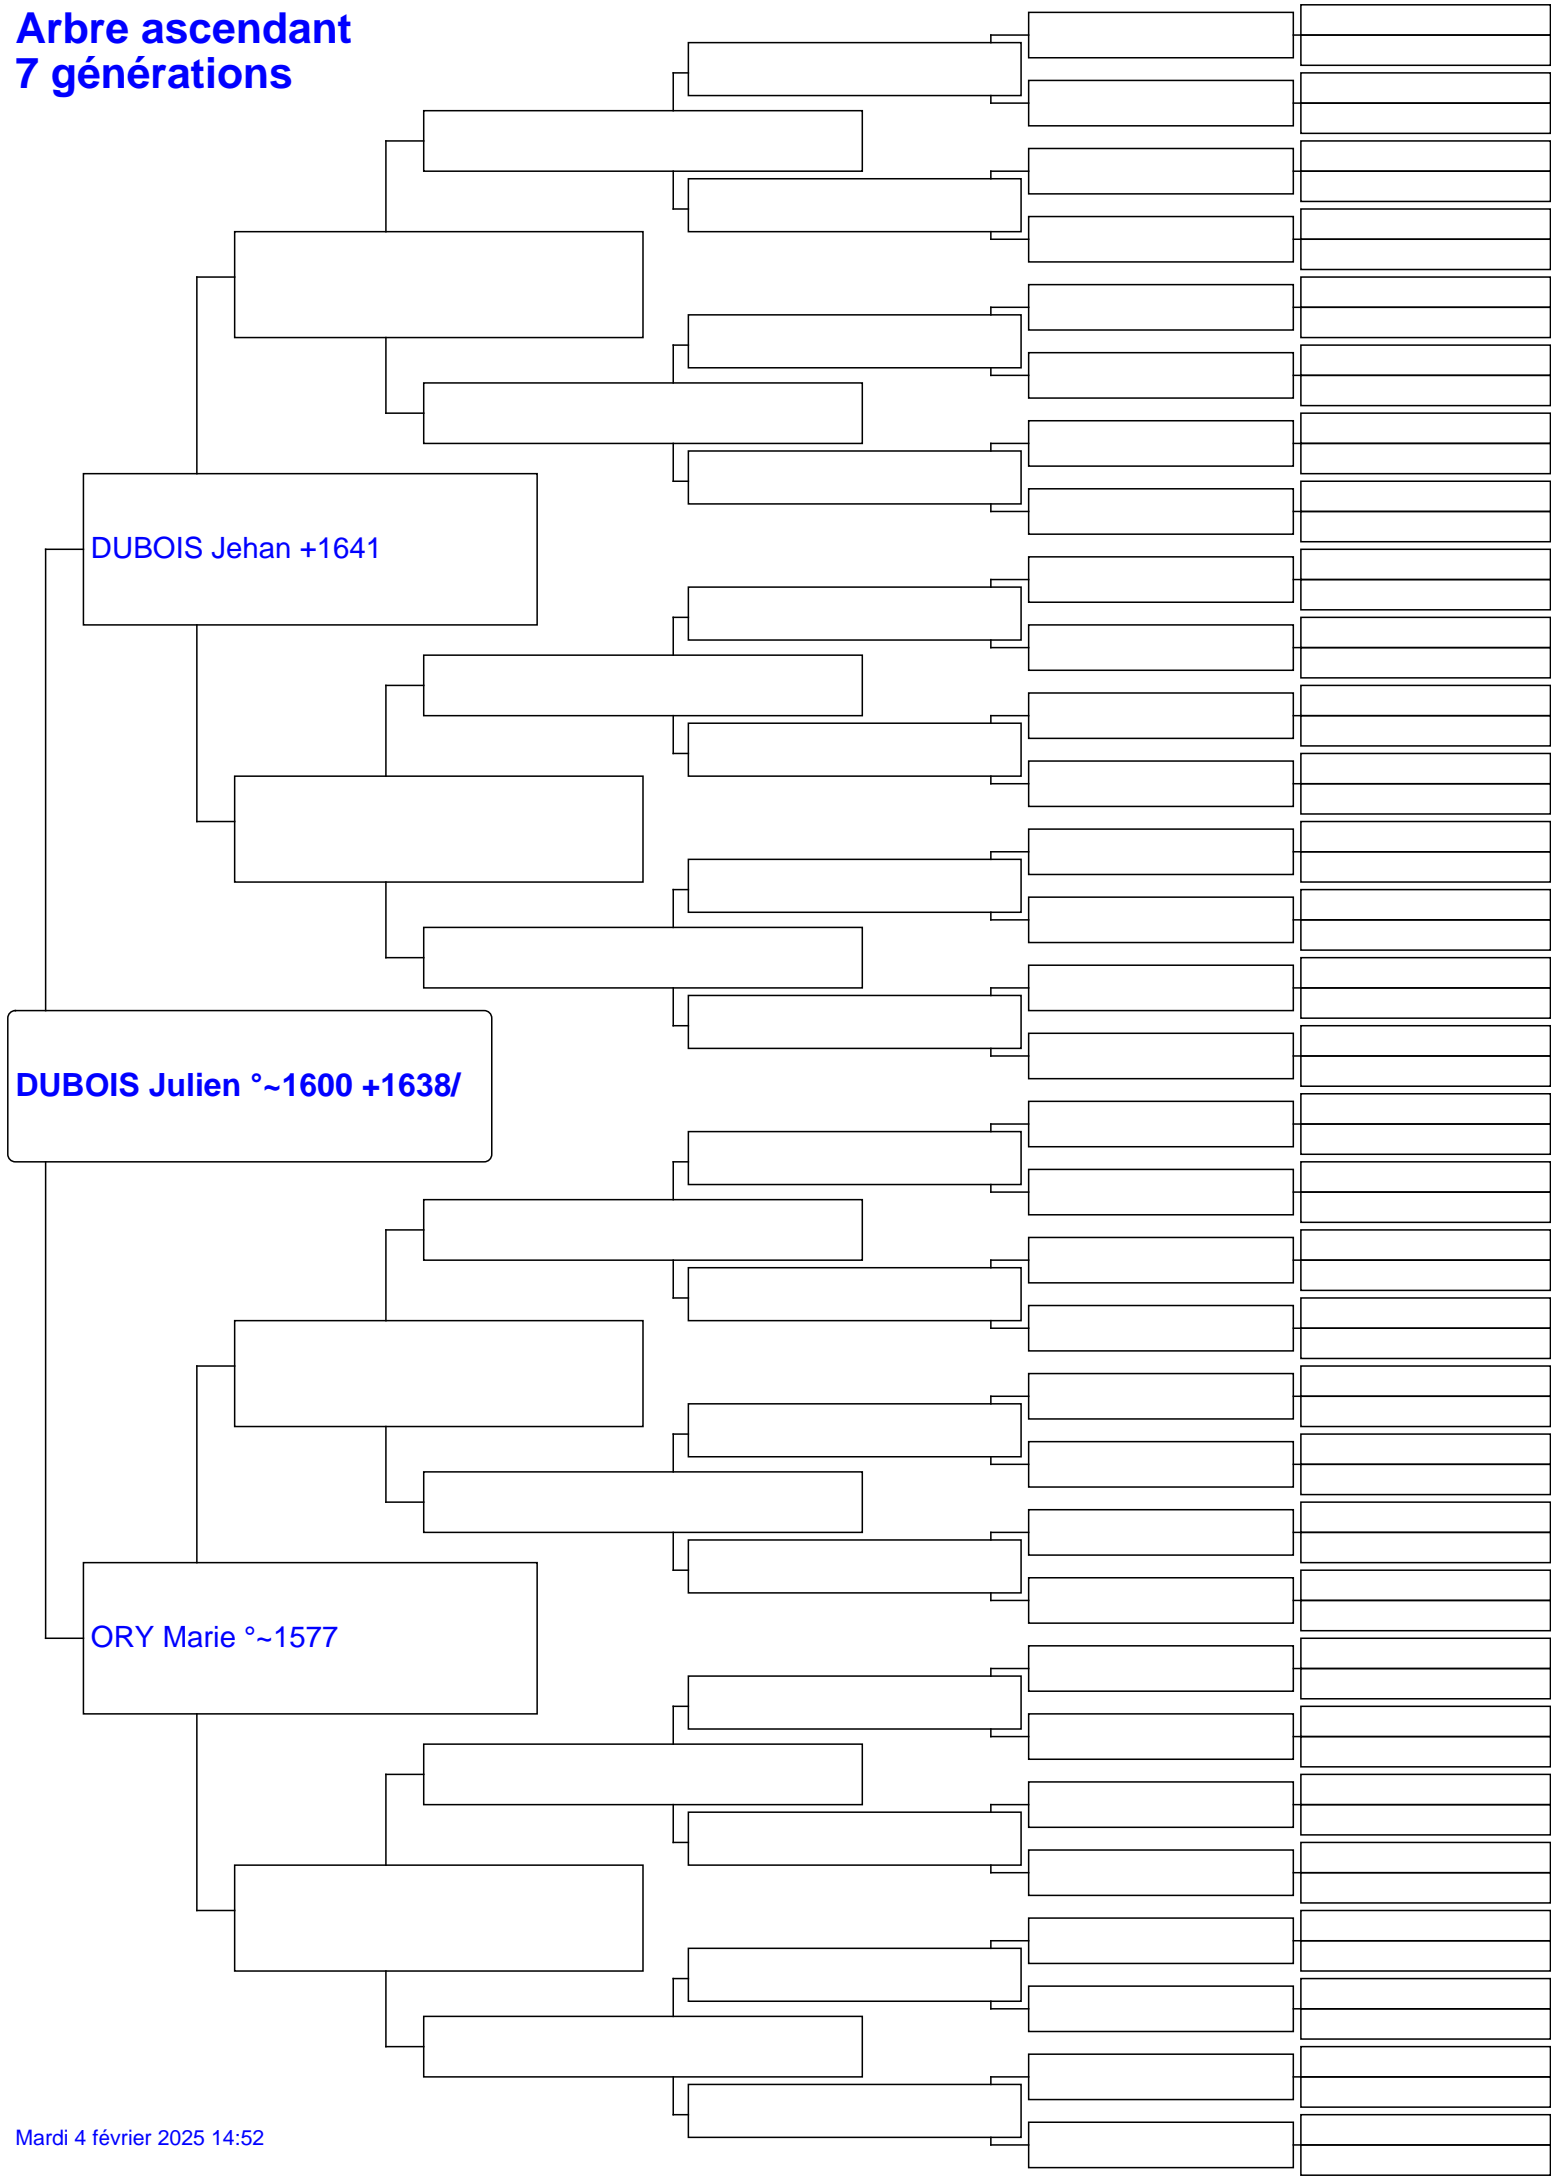 Arbre ascendant
7 générations
DUBOIS Jehan +1641
DUBOIS Julien °~1600 +1638/
ORY Marie °~1577
Mardi 4 février 2025 14:52